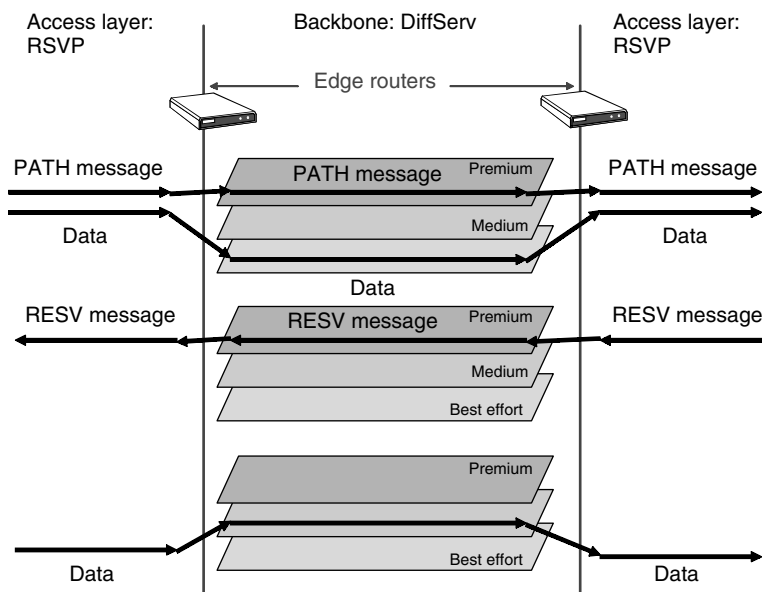 Access layer:
RSVP
Backbone: DiffServ
Access layer:
RSVP
Edge routers
PATH message
PATH message
Premium
PATH message
Medium
Data
Data
Data
RESV message
RESV message
Premium
RESV message
Medium
Best effort
Premium
Best effort
Data
Data